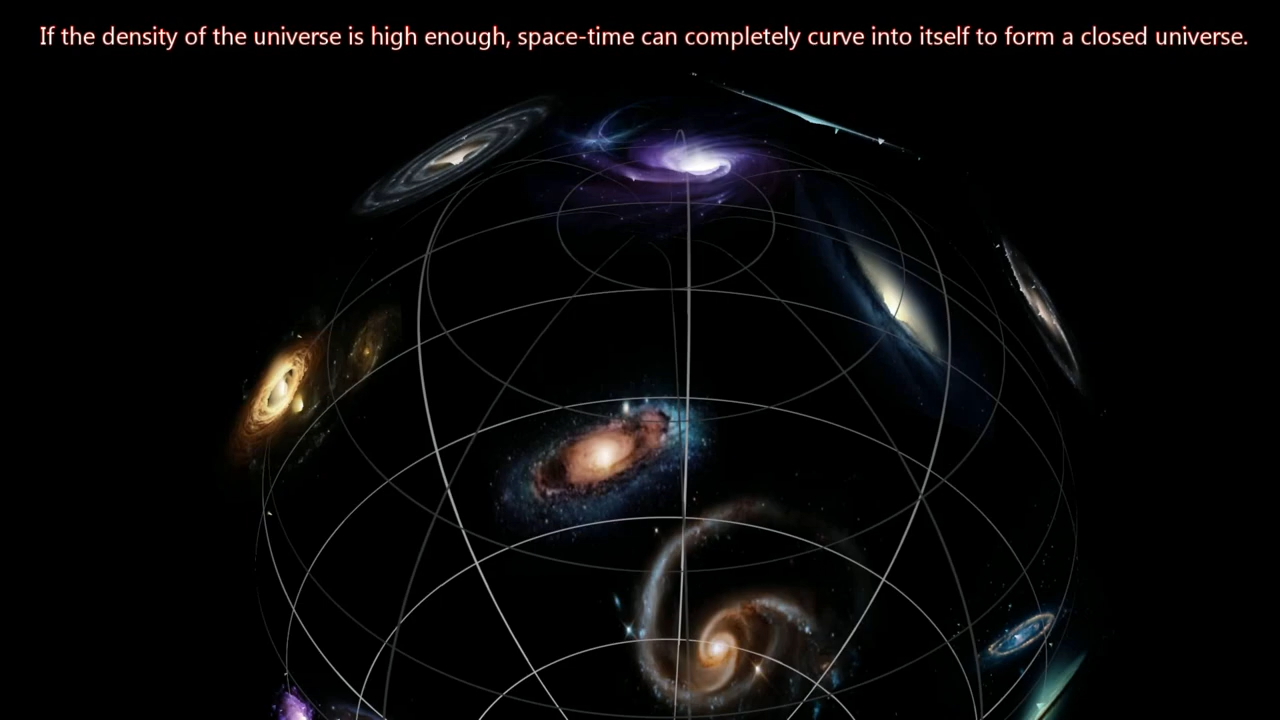 If the density of the universe is high enough, space-time can completely curve into itself to form a closed universe.